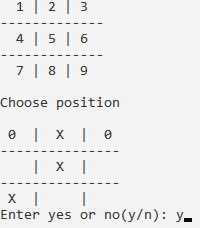 1 | 2 | 3
-------------
4 | 5 | 6
---------------
7 | 8 | 9
Choose position
0 | X | 0
---------------
| X |
---------------
X | |
Enter yes or no(y/n): y